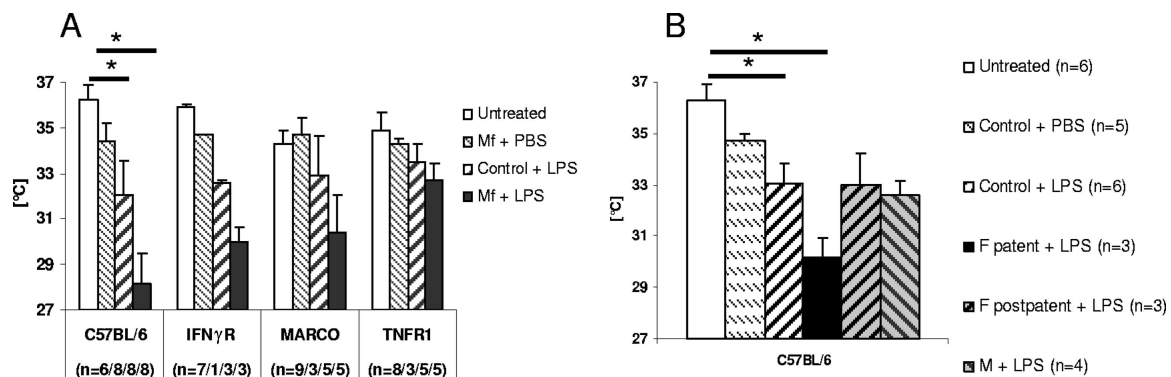 A
*
*
37
35
33
31
29
27
[°C]
C57BL/6
IFNγR
MARCO
TNFR1
(n=6/8/8/8)
(n=7/1/3/3)
(n=9/3/5/5)
(n=8/3/5/5)
Untreated
Mf + PBS
Control + LPS
Mf + LPS
B
*
*
37
35
33
31
29
27
[°C]
C57BL/6
Untreated (n=6)
Control + PBS (n=5)
Control + LPS (n=6)
F patent + LPS (n=3)
F postpatent + LPS (n=3)
M + LPS (n=4)